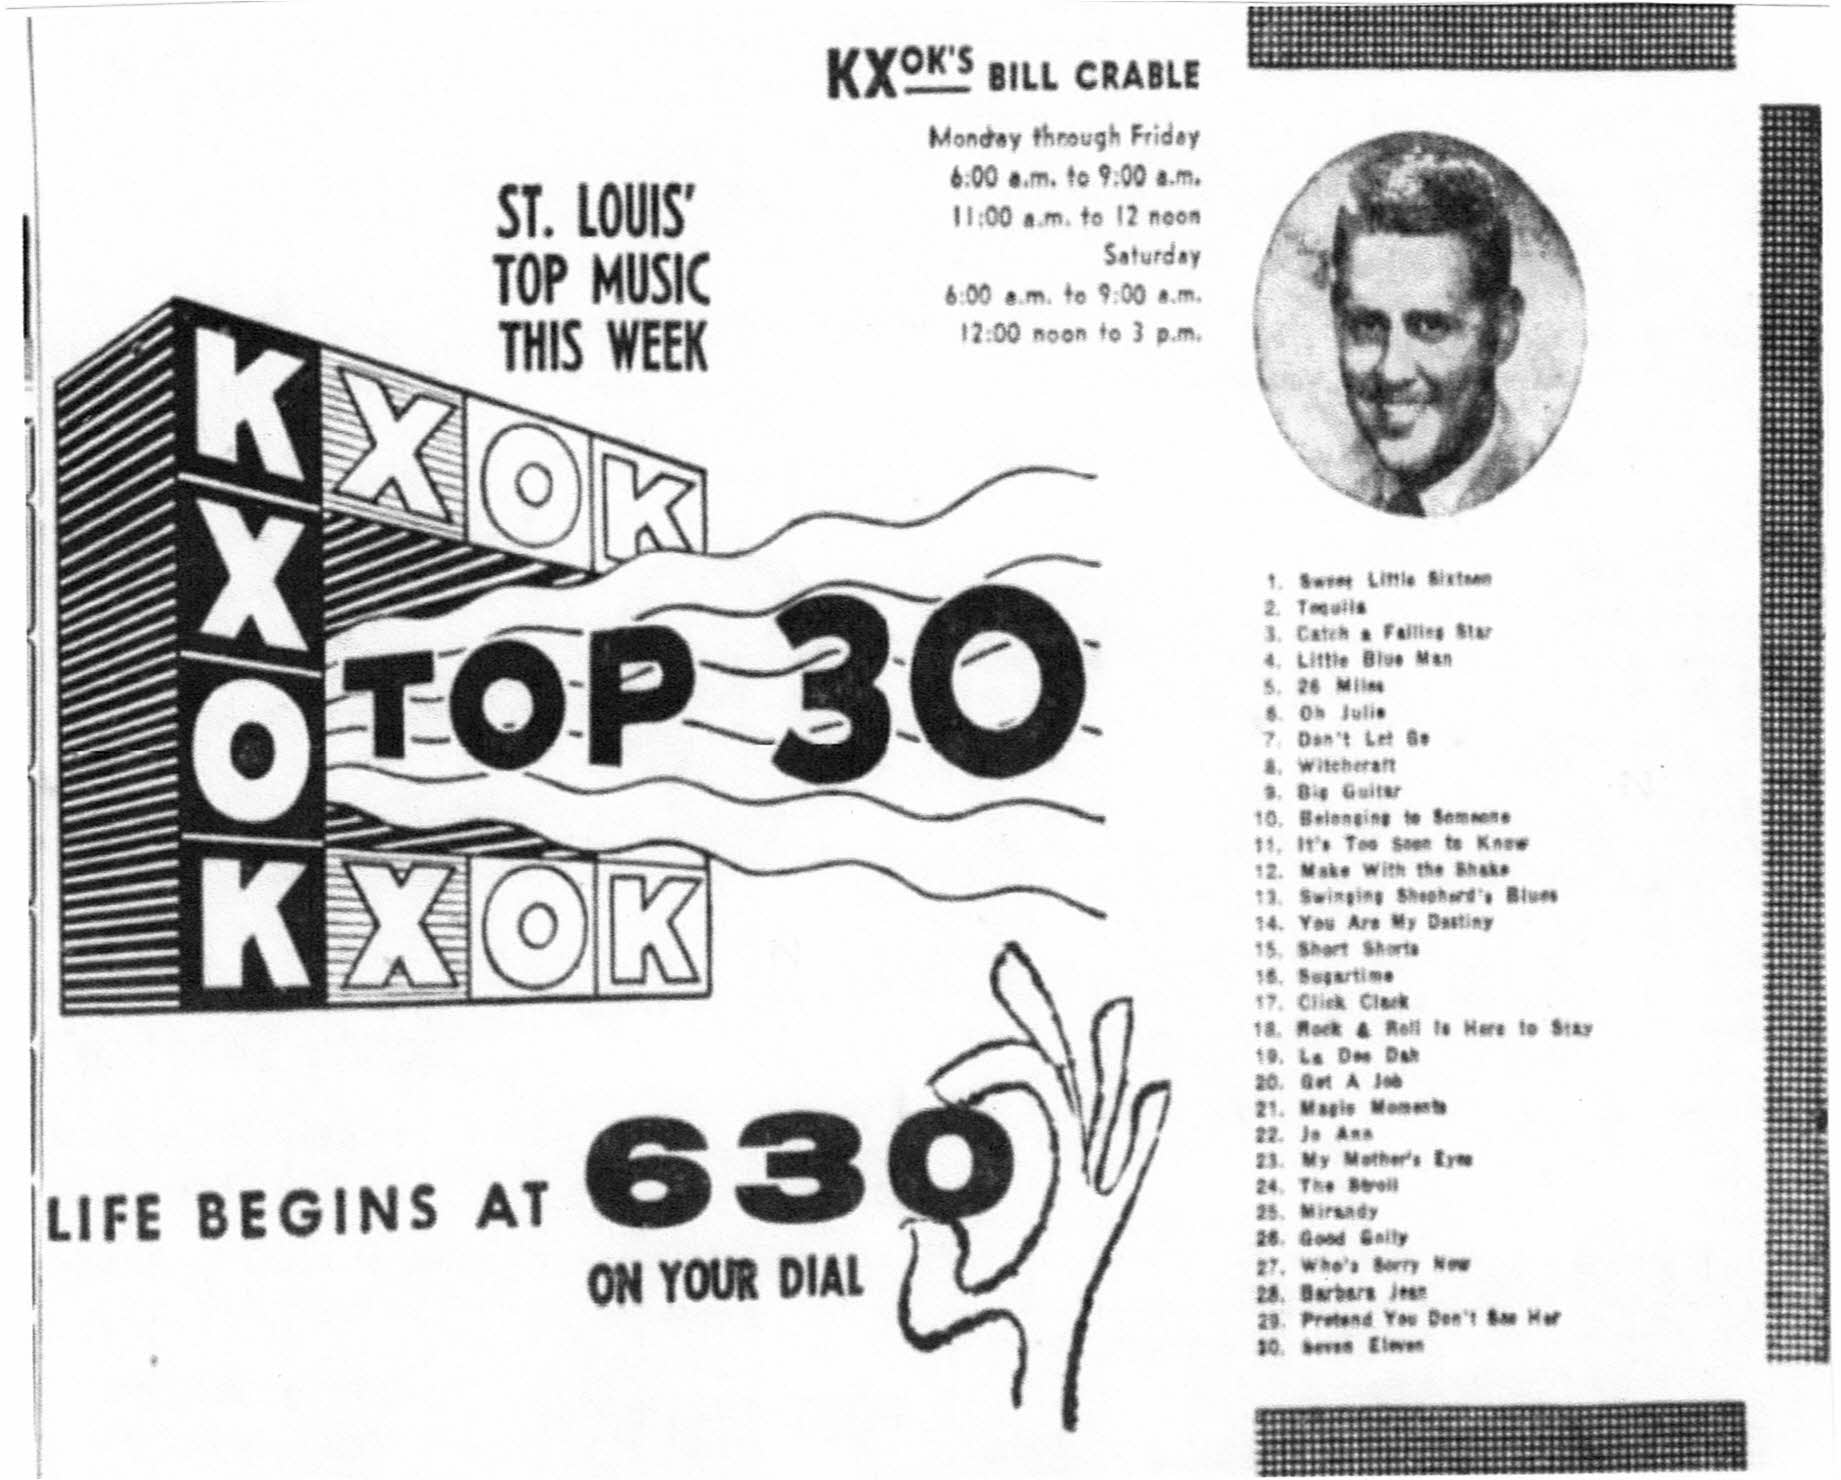 KXOK'S BILL CRABLE
Monday through Friday
6:00 a.m. to 9:00 a.m.
11:00 a.m. to 12 noon
Saturday
6:00 a.m. to 9:00 a.m.
12:00 noon to 3 p.m.
ST. LOUIS'
TOP MUSIC
THIS WEEK
KXOK
KXOK
TOP 30
KXOK
LIFE BEGINS AT 630
ON YOUR DIAL
1. Sweet Little Sixteen
2. Tequila
3. Catch a Falling Star
4. Little Blue Man
5. 26 Miles
6. Oh Julie
7. Don't Let Go
8. Witchcraft
9. Big Guitar
10. Belonging to Someone
11. It's Too Soon to Know
12. Make With the Shake
13. Swinging Shepherd's Blues
14. You Are My Destiny
15. Short Shorts
16. Sugartime
17. Click Clack
18. Rock & Roll Is Here to Stay
19. La Dee Dah
20. Get A Job
21. Magic Moments
22. Jo Ann
23. My Mother's Eyes
24. The Stroll
25. Mirandy
26. Good Golly
27. Who's Sorry Now
28. Barbara Jean
29. Pretend You Don't See Her
30. Seven Eleven